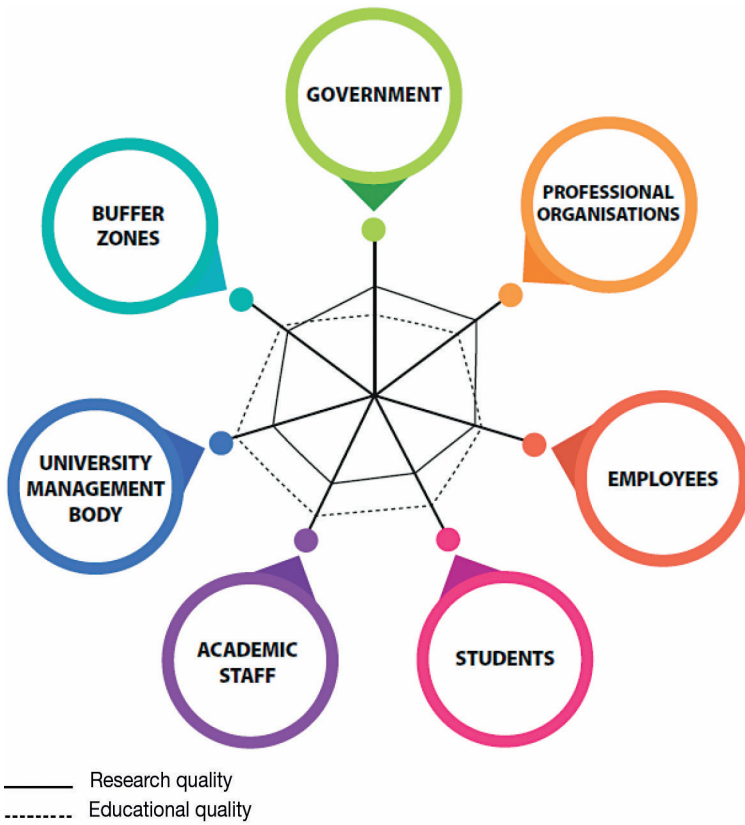 GOVERNMENT
PROFESSIONAL
ORGANISATIONS
BUFFER
ZONES
EMPLOYEES
UNIVERSITY
MANAGEMENT
BODY
ACADEMIC
STAFF
STUDENTS
Research quality
Educational quality